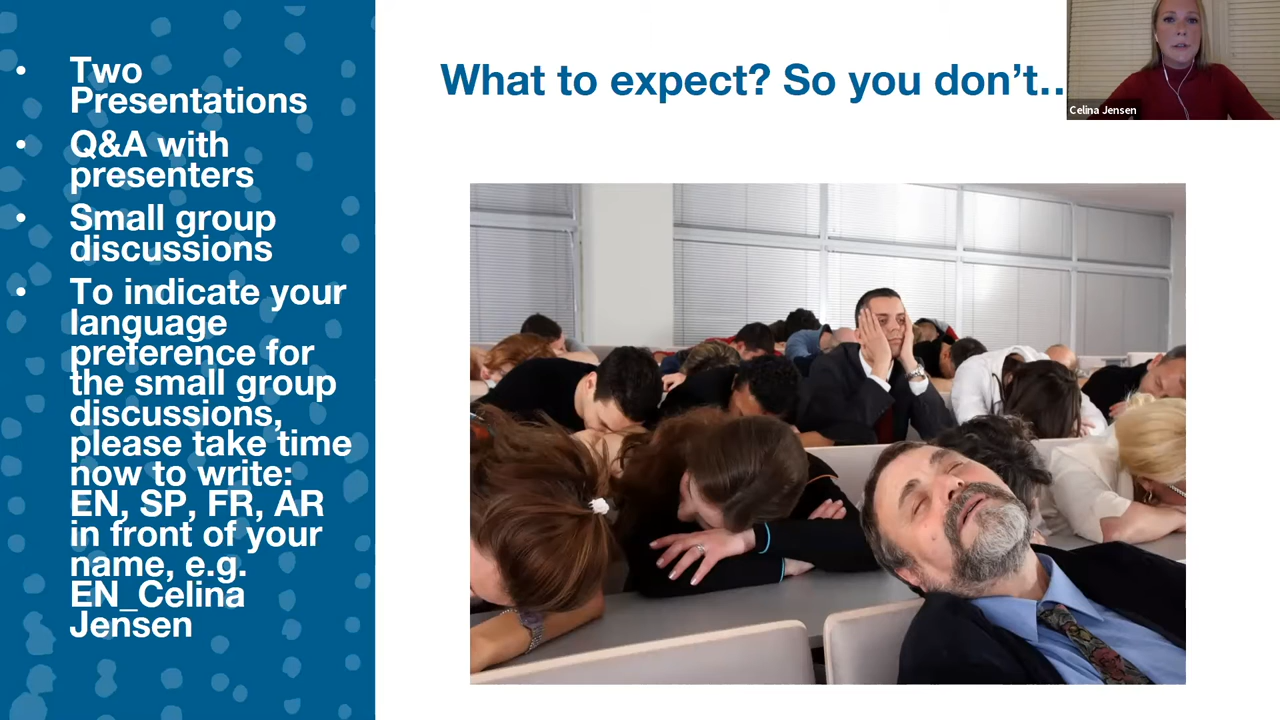 • Two
Presentations
• Q&A with
presenters
• Small group
discussions
• To indicate your
language
preference for
the small group
discussions,
please take time
now to write:
EN, SP, FR, AR
in front of your
name, e.g.
EN_Celina
Jensen
What to expect? So you don’t..
Celina Jensen